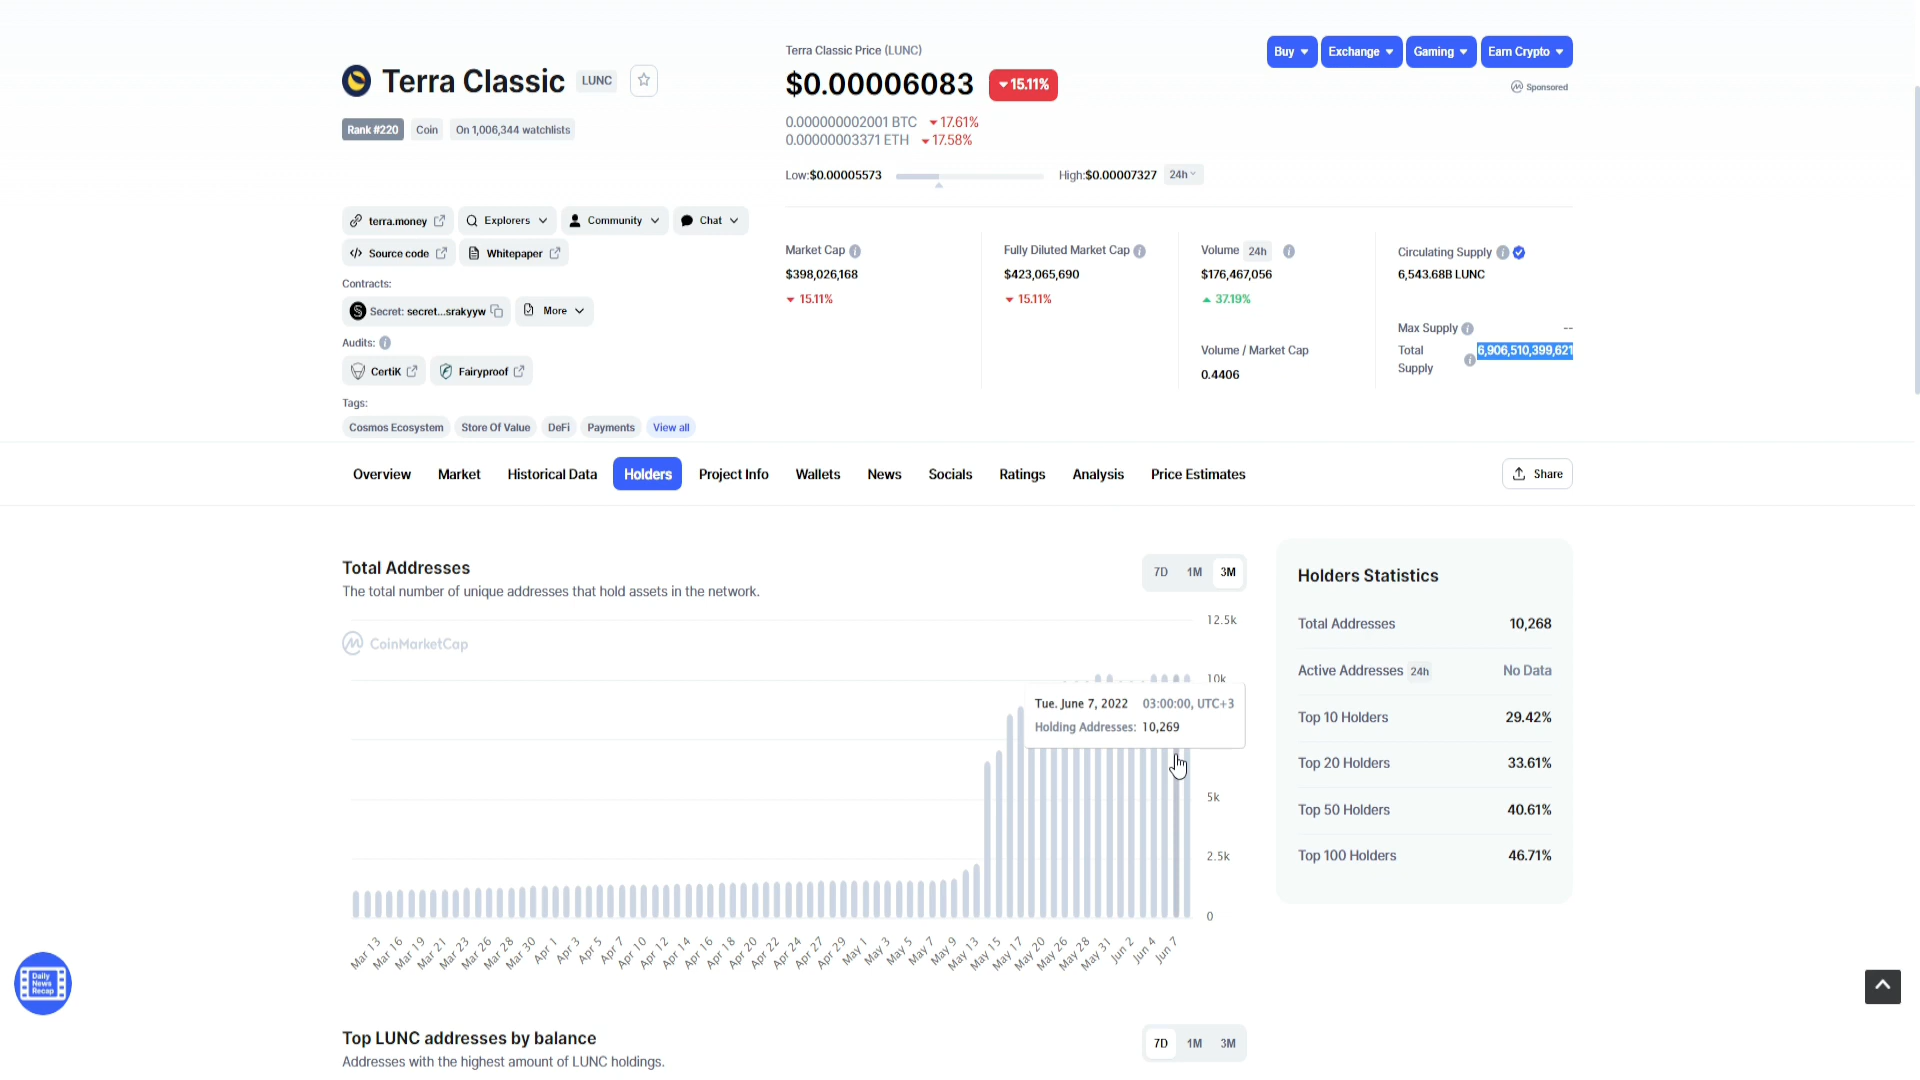 Terra Classic LUNC
Rank #220 Coin On 1,006,344 watchlists
terra.money Explorers Community Chat
Source code Whitepaper
Contracts:
Secret: secret...srakyyw More
Audits:
CertiK Fairyproof
Tags:
Cosmos Ecosystem Store Of Value DeFi Payments View all
Terra Classic Price (LUNC)
$0.00006083 15.11%
0.000000002001 BTC 17.61%
0.00000003371 ETH 17.58%
Low:$0.00005573 High:$0.00007327 24h
Buy Exchange Gaming Earn Crypto
Sponsored
Market Cap
$398,026,168
15.11%
Fully Diluted Market Cap
$423,065,690
15.11%
Volume 24h
$176,467,056
37.19%
Volume / Market Cap
0.4406
Circulating Supply
6,543.68B LUNC
Max Supply --
Total Supply 6,906,510,399,621
Overview Market Historical Data Holders Project Info Wallets News Socials Ratings Analysis Price Estimates Share
Total Addresses
The total number of unique addresses that hold assets in the network.
7D 1M 3M
CoinMarketCap
12.5k
10k
5k
2.5k
0
Tue. June 7, 2022 03:00:00, UTC+3
Holding Addresses: 10,269
Mar 13 Mar 16 Mar 19 Mar 21 Mar 23 Mar 26 Mar 28 Mar 30 Apr 1 Apr 3 Apr 5 Apr 7 Apr 10 Apr 12 Apr 14 Apr 16 Apr 18 Apr 20 Apr 22 Apr 24 Apr 27 Apr 29 May 1 May 3 May 5 May 7 May 9 May 13 May 15 May 17 May 20 May 26 May 28 May 31 Jun 2 Jun 4 Jun 7
Holders Statistics
Total Addresses 10,268
Active Addresses 24h No Data
Top 10 Holders 29.42%
Top 20 Holders 33.61%
Top 50 Holders 40.61%
Top 100 Holders 46.71%
Daily
News
Recap
Top LUNC addresses by balance
Addresses with the highest amount of LUNC holdings.
7D 1M 3M